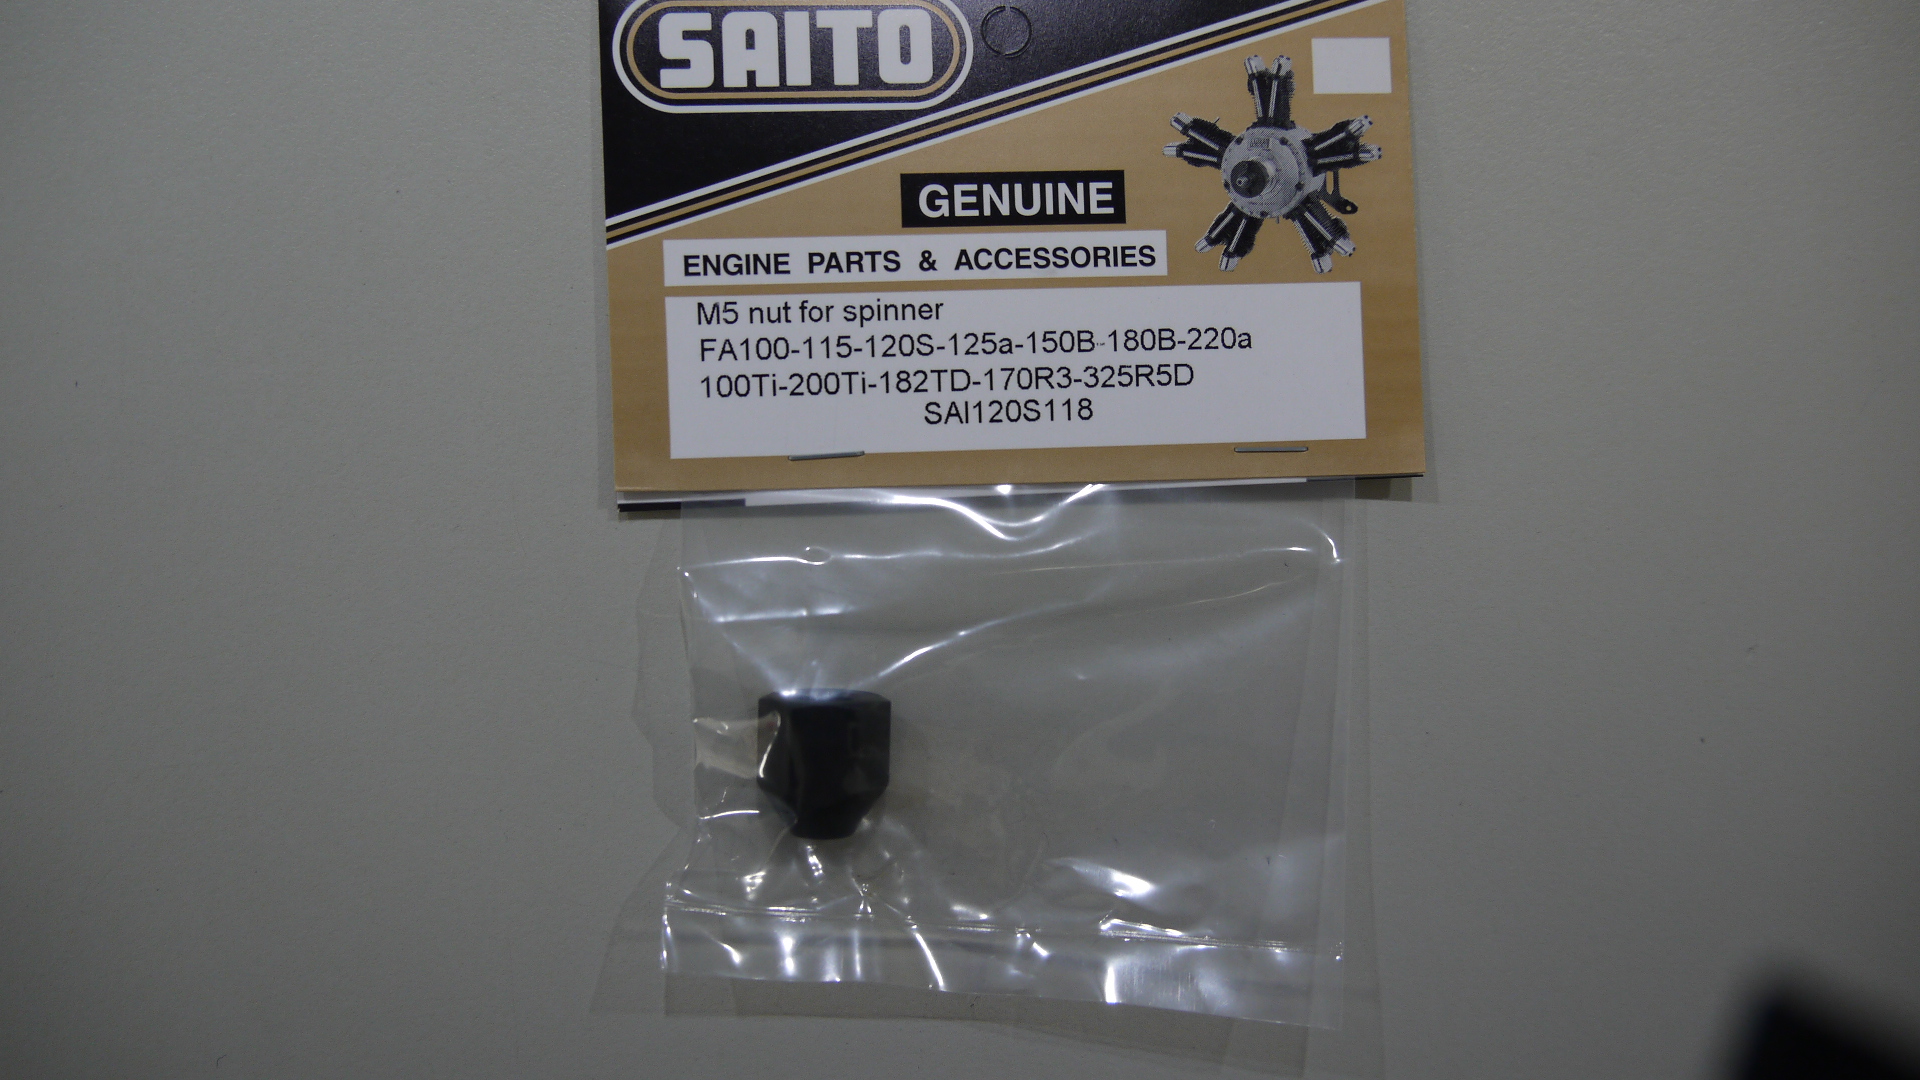 SAITO
GENUINE
ENGINE PARTS & ACCESSORIES
M5 nut for spinner
FA100-115-120S-125a-150B-180B-220a
100Ti-200Ti-182TD-170R3-325R5D
SAI120S118